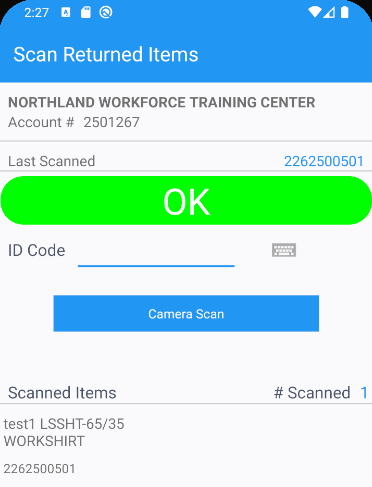 2:27
Scan Returned Items
NORTHLAND WORKFORCE TRAINING CENTER
Account # 2501267
Last Scanned 2262500501
OK
ID Code
Camera Scan
Scanned Items # Scanned 1
test1 LSSHT-65/35
WORKSHIRT
2262500501